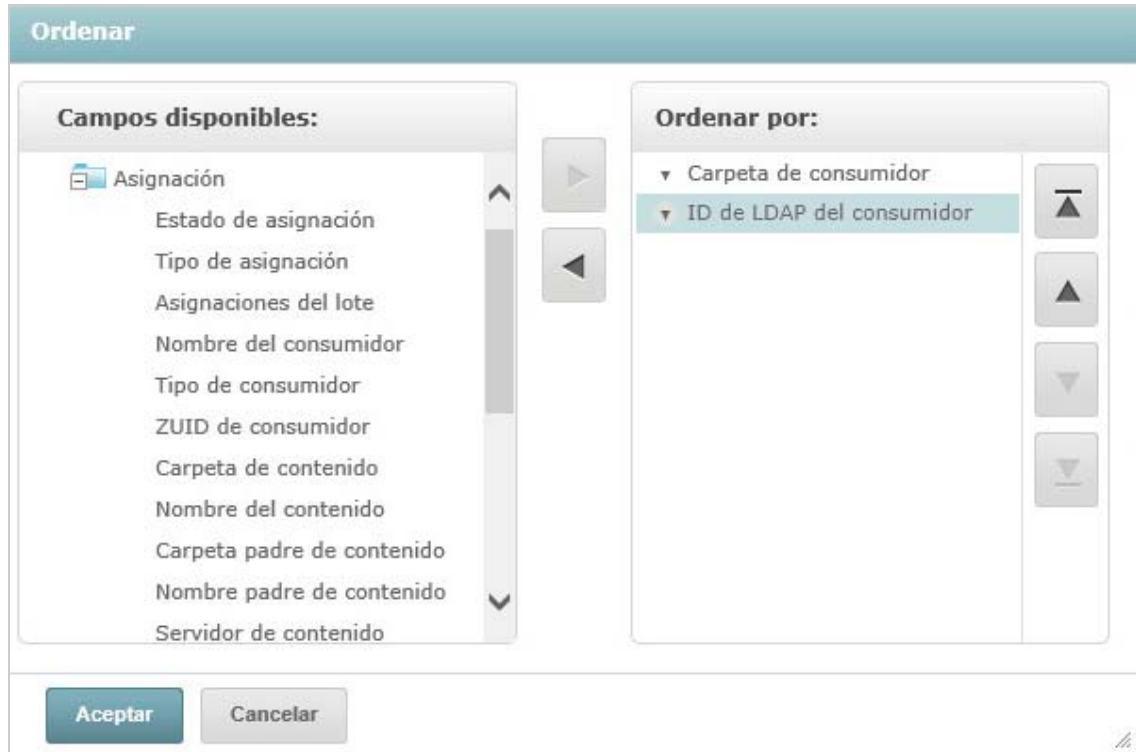 Ordenar
Campos disponibles:
Asignación
Estado de asignación
Tipo de asignación
Asignaciones del lote
Nombre del consumidor
Tipo de consumidor
ZUID de consumidor
Carpeta de contenido
Nombre del contenido
Carpeta padre de contenido
Nombre padre de contenido
Servidor de contenido
Ordenar por:
Carpeta de consumidor
ID de LDAP del consumidor
Aceptar
Cancelar